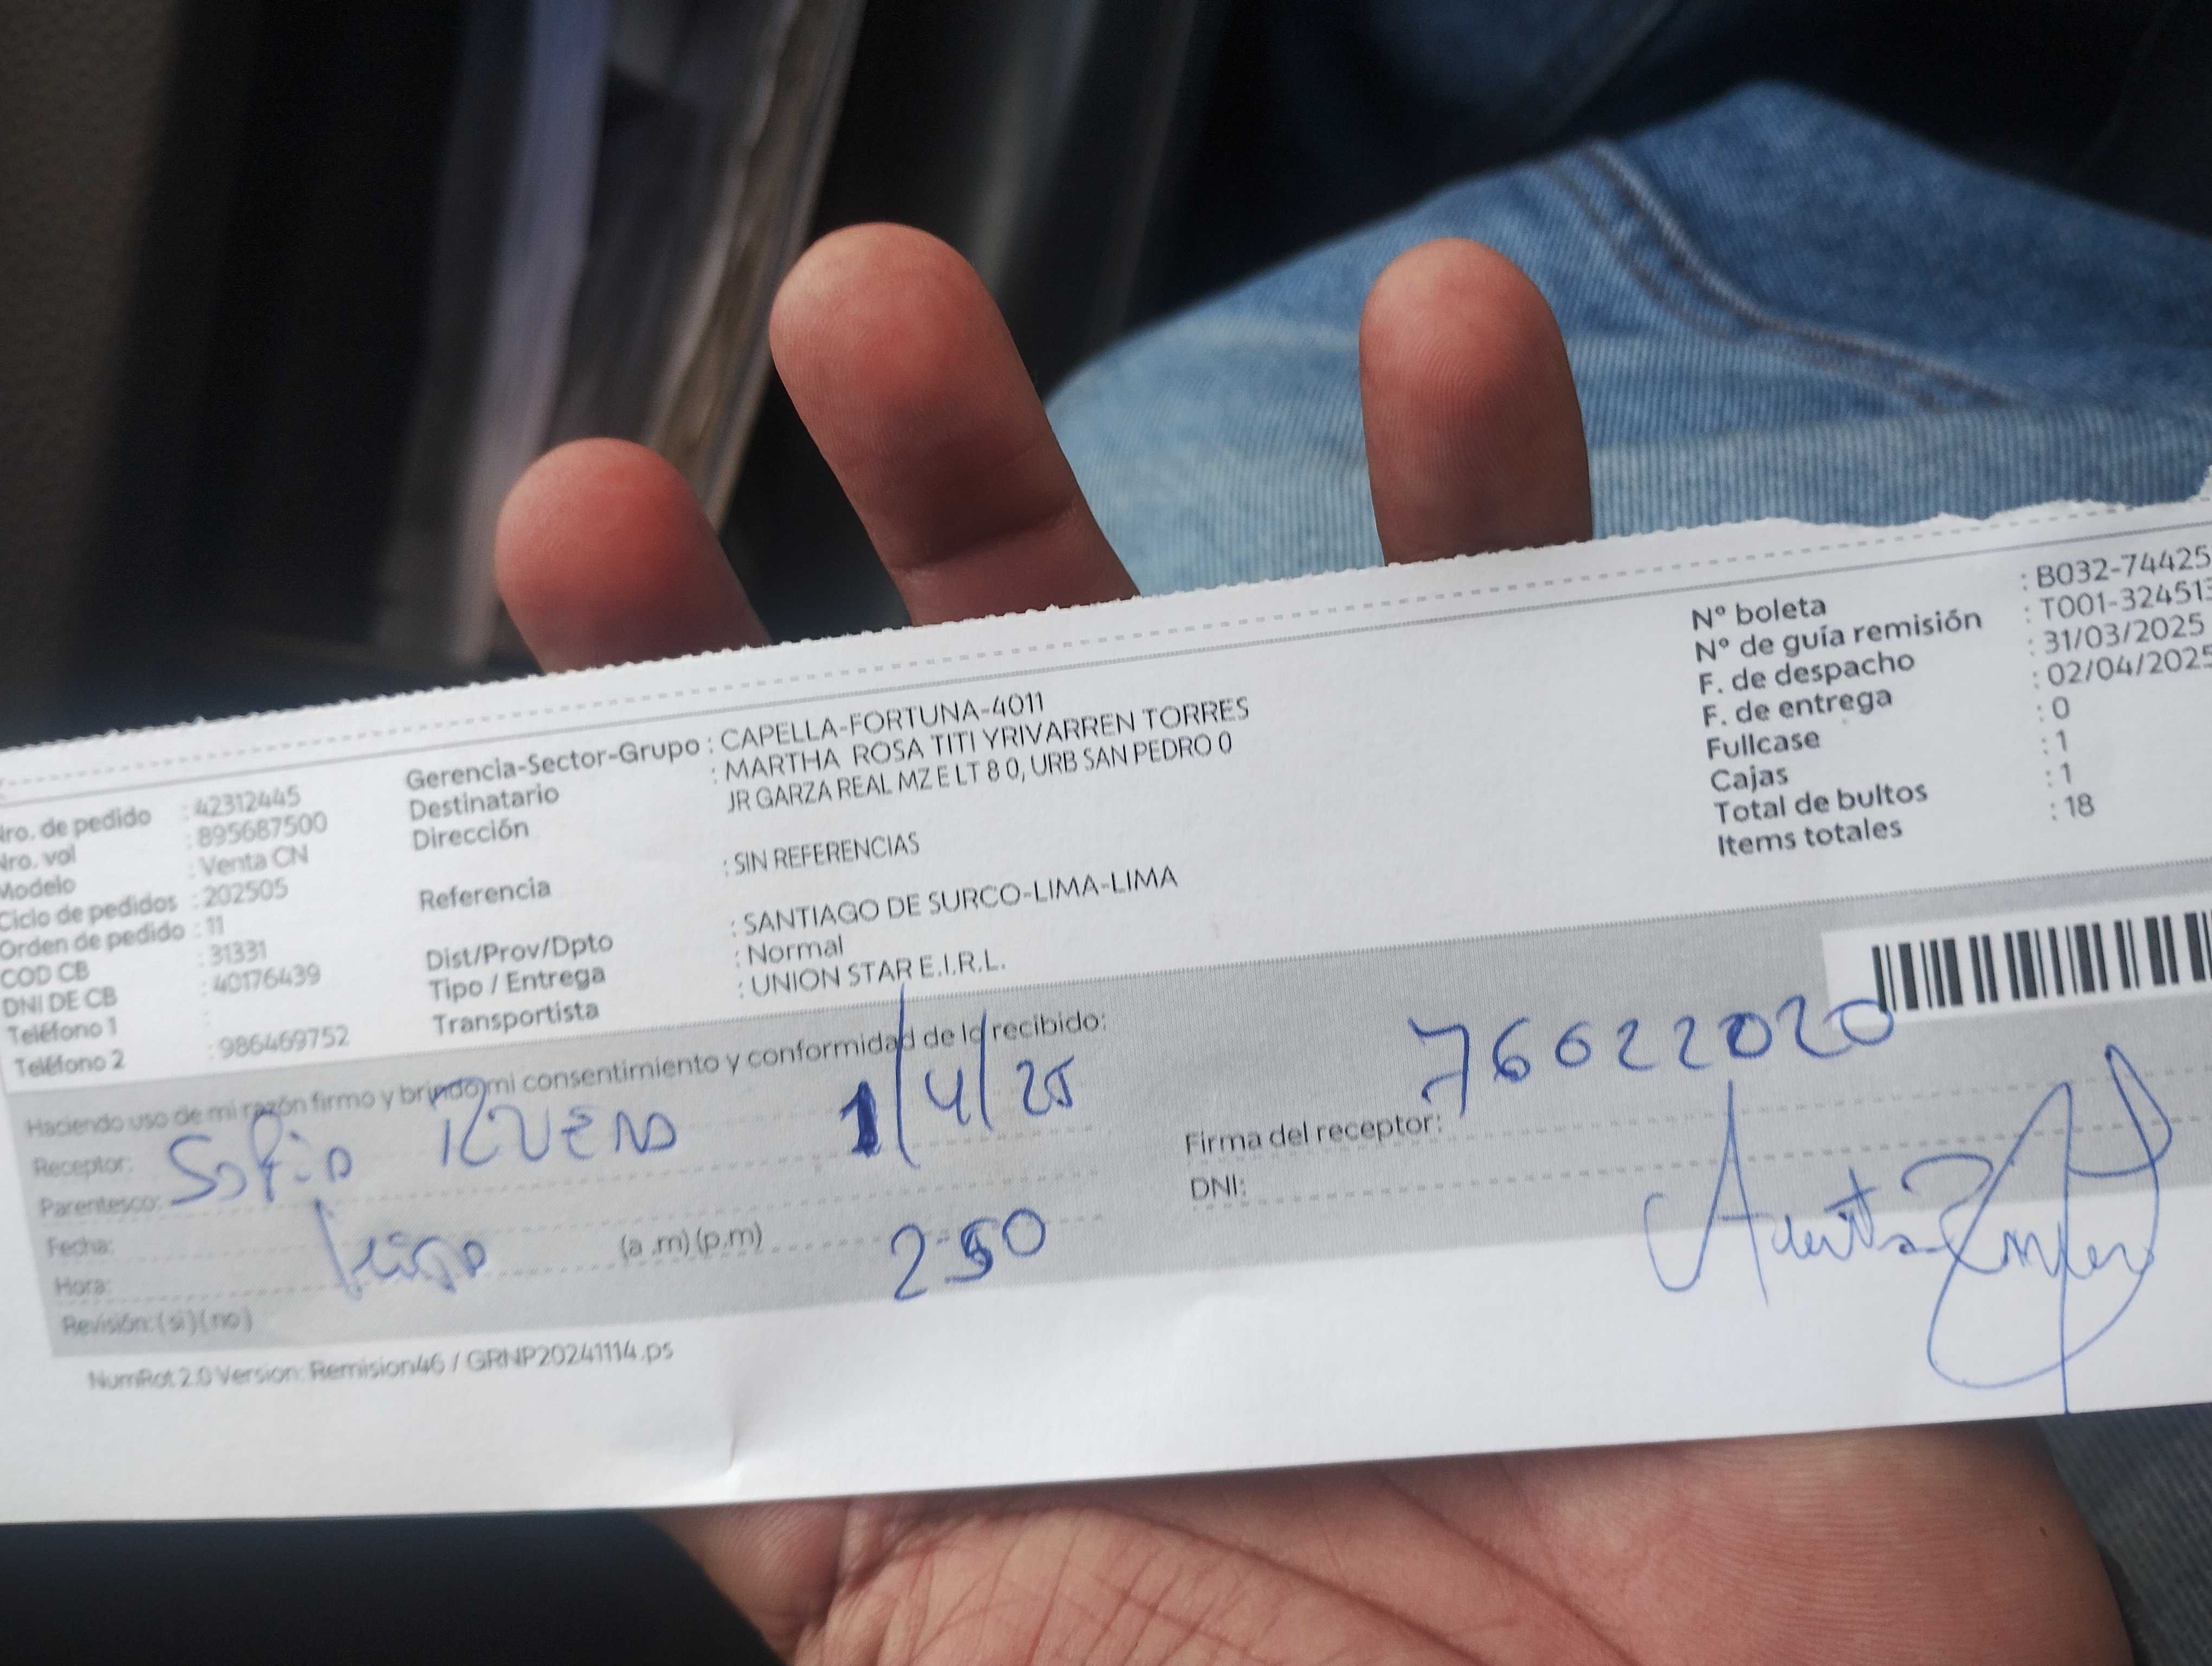 Nro. de pedido : 42312445
Nro. vol : 895687500
Modelo : Venta CN
Ciclo de pedidos : 202505
Orden de pedido : 11
COD CB : 31331
DNI DE CB : 40176439
Teléfono 1 :
Teléfono 2 : 986469752
Gerencia-Sector-Grupo : CAPELLA-FORTUNA-4011
Destinatario : MARTHA ROSA TITI YRIVARREN TORRES
Dirección JR GARZA REAL MZ E LT 8 0, URB SAN PEDRO 0
Referencia : SIN REFERENCIAS
Dist/Prov/Dpto : SANTIAGO DE SURCO-LIMA-LIMA
Tipo / Entrega : Normal
Transportista : UNION STAR E.I.R.L.
N° boleta : B032-74425
N° de guía remisión : T001-324513
F. de despacho : 31/03/2025
F. de entrega : 02/04/2025
Fullcase : 0
Cajas : 1
Total de bultos : 1
Items totales : 18
Haciendo uso de mi razón firmo y brindo mi consentimiento y conformidad de lo recibido:
Receptor: Sofia
Parentesco:
Fecha: 1/4/25
Hora: (a .m) (p.m) 2:50
Revisión: ( si ) ( no )
Firma del receptor:
DNI: 76622020
NumRot 2.0 Version: Remision46 / GRNP20241114.ps